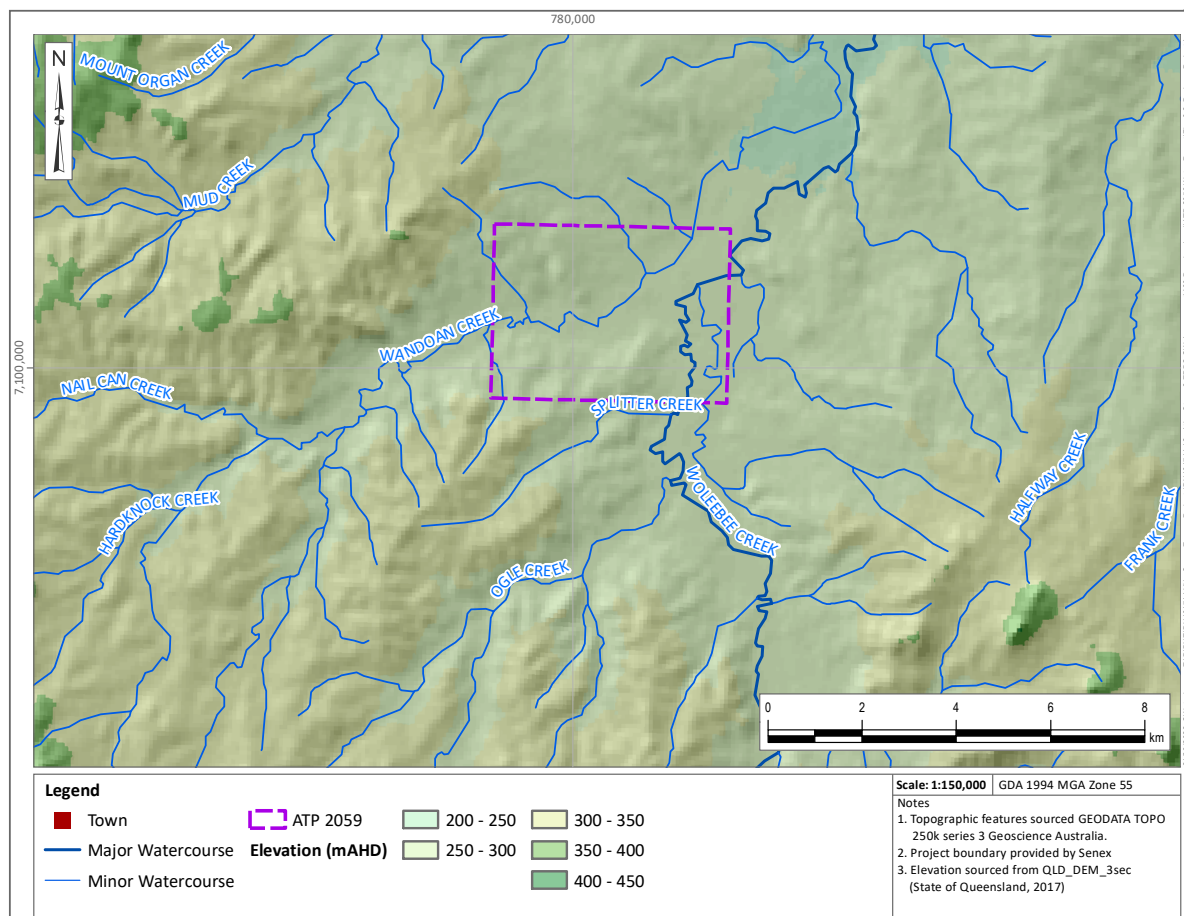 780,000
N
MOUNT ORGAN CREEK
MUD CREEK
WANDOAN CREEK
7,100,000
NAIL CAN CREEK
SPLITTER CREEK
HARDKNOCK CREEK
WOLEEBEE CREEK
HALFWAY CREEK
FRANK CREEK
OGLE CREEK
0 2 4 6 8
km
Legend
Town
Major Watercourse
Minor Watercourse
ATP 2059
Elevation (mAHD)
200 - 250
250 - 300
300 - 350
350 - 400
400 - 450
Scale: 1:150,000 GDA 1994 MGA Zone 55
Notes
1. Topographic features sourced GEODATA TOPO
250k series 3 Geoscience Australia.
2. Project boundary provided by Senex
3. Elevation sourced from QLD_DEM_3sec
(State of Queensland, 2017)